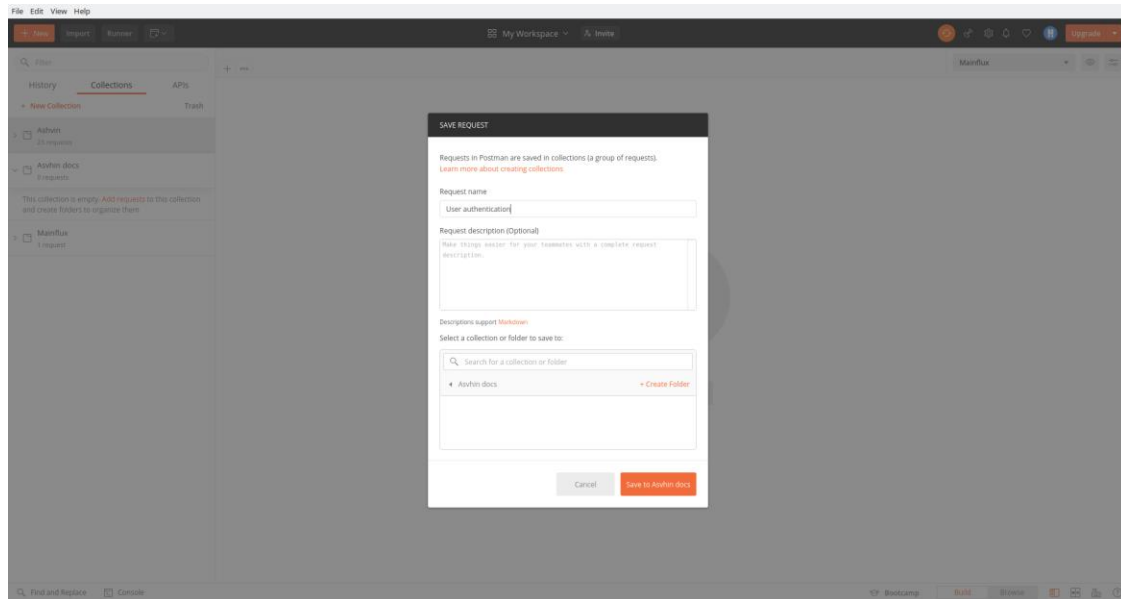 File Edit View Help
+ New Import Runner
My Workspace Invite
Upgrade
Filter
History Collections APIs
+ New Collection Trash
Ashvin
Asvhin docs
0 requests
This collection is empty. Add requests to this collection
and create folders to organize them
Mainflux
1 request
Mainflux
SAVE REQUEST
Requests in Postman are saved in collections (a group of requests).
Learn more about creating collections
Request name
User authentication
Request description (Optional)
Make things easier for your teammates with a complete request
description.
Descriptions support Markdown
Select a collection or folder to save to:
Search for a collection or folder
Asvhin docs
+ Create Folder
Cancel Save to Asvhin docs
Find and Replace Console
Bootcamp Build Browse